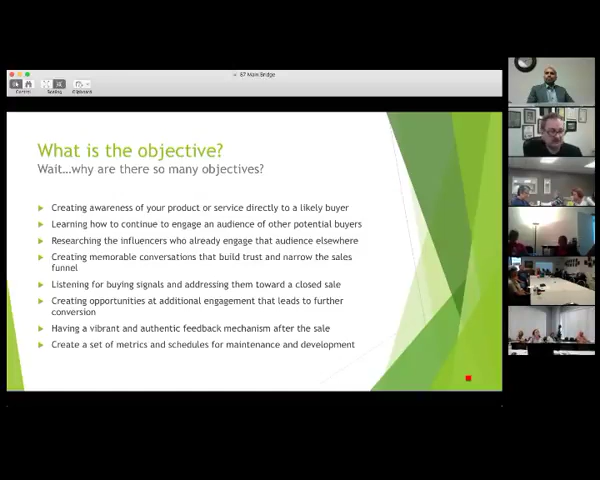 87 Main Bridge
What is the objective?
Wait...why are there so many objectives?
Creating awareness of your product or service directly to a likely buyer
Learning how to continue to engage an audience of other potential buyers
Researching the influencers who already engage that audience elsewhere
Creating memorable conversations that build trust and narrow the sales
funnel
Listening for buying signals and addressing them toward a closed sale
Creating opportunities at additional engagement that leads to further
conversion
Having a vibrant and authentic feedback mechanism after the sale
Create a set of metrics and schedules for maintenance and development